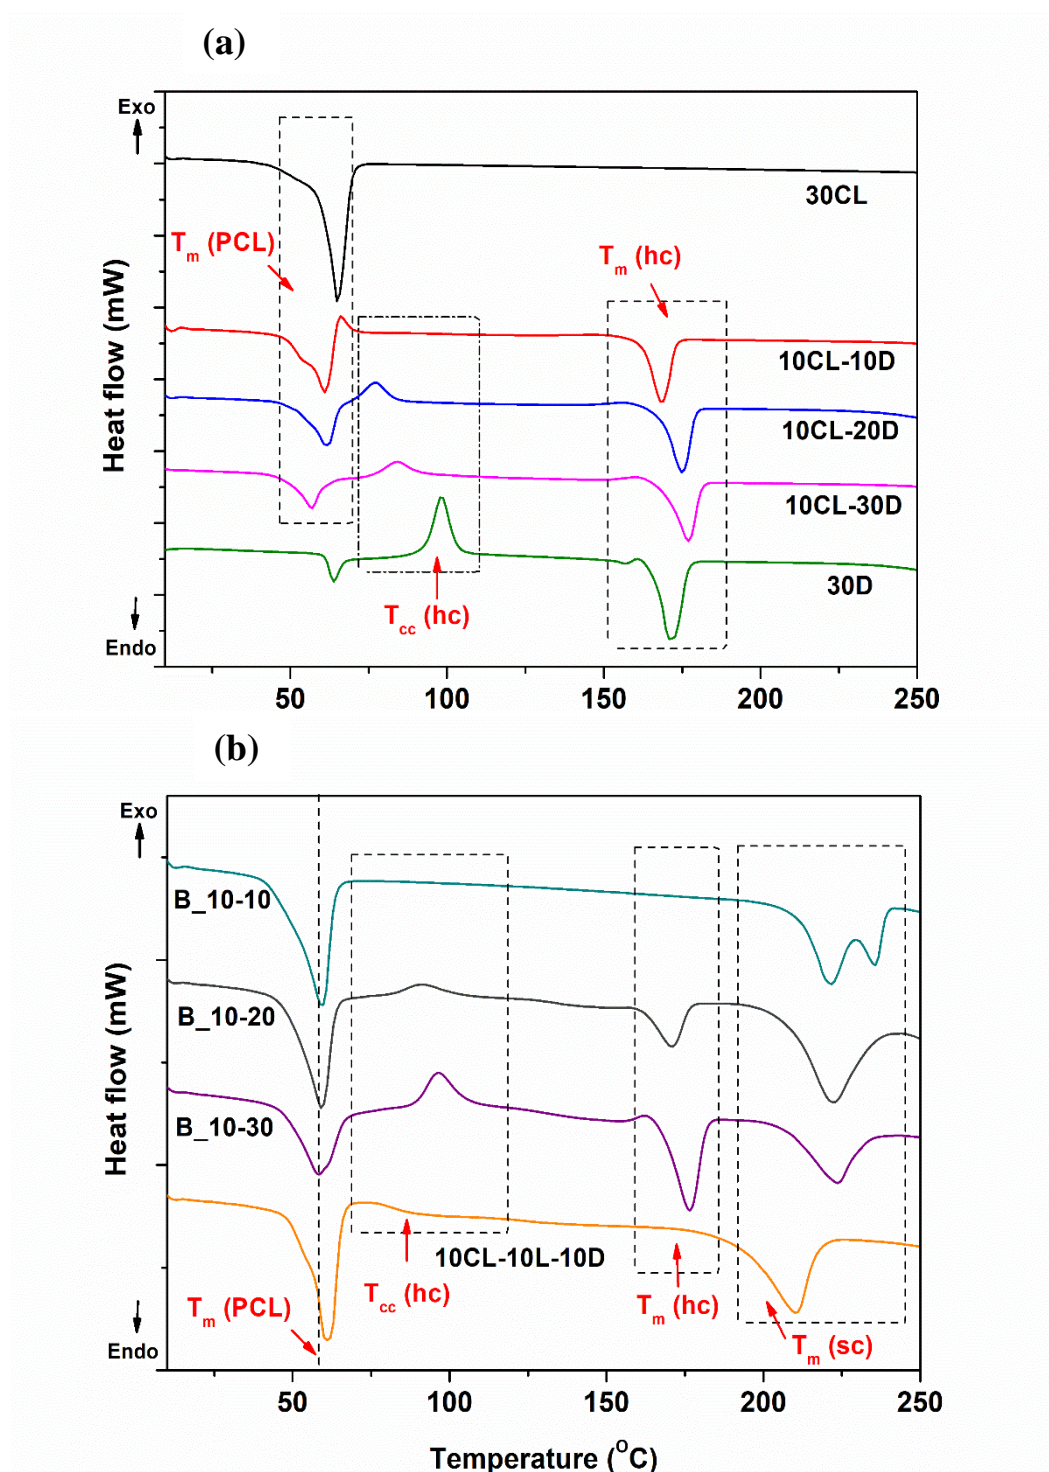 (a)
Exo
30CL
Tm (PCL)
Tm (hc)
10CL-10D
10CL-20D
10CL-30D
30D
Tcc (hc)
Endo
Heat flow (mW)
50 100 150 200 250
(b)
Exo
B_10-10
B_10-20
B_10-30
10CL-10L-10D
Tcc (hc)
Tm (PCL)
Tm (hc)
Tm (sc)
Endo
Heat flow (mW)
50 100 150 200 250
Temperature (OC)